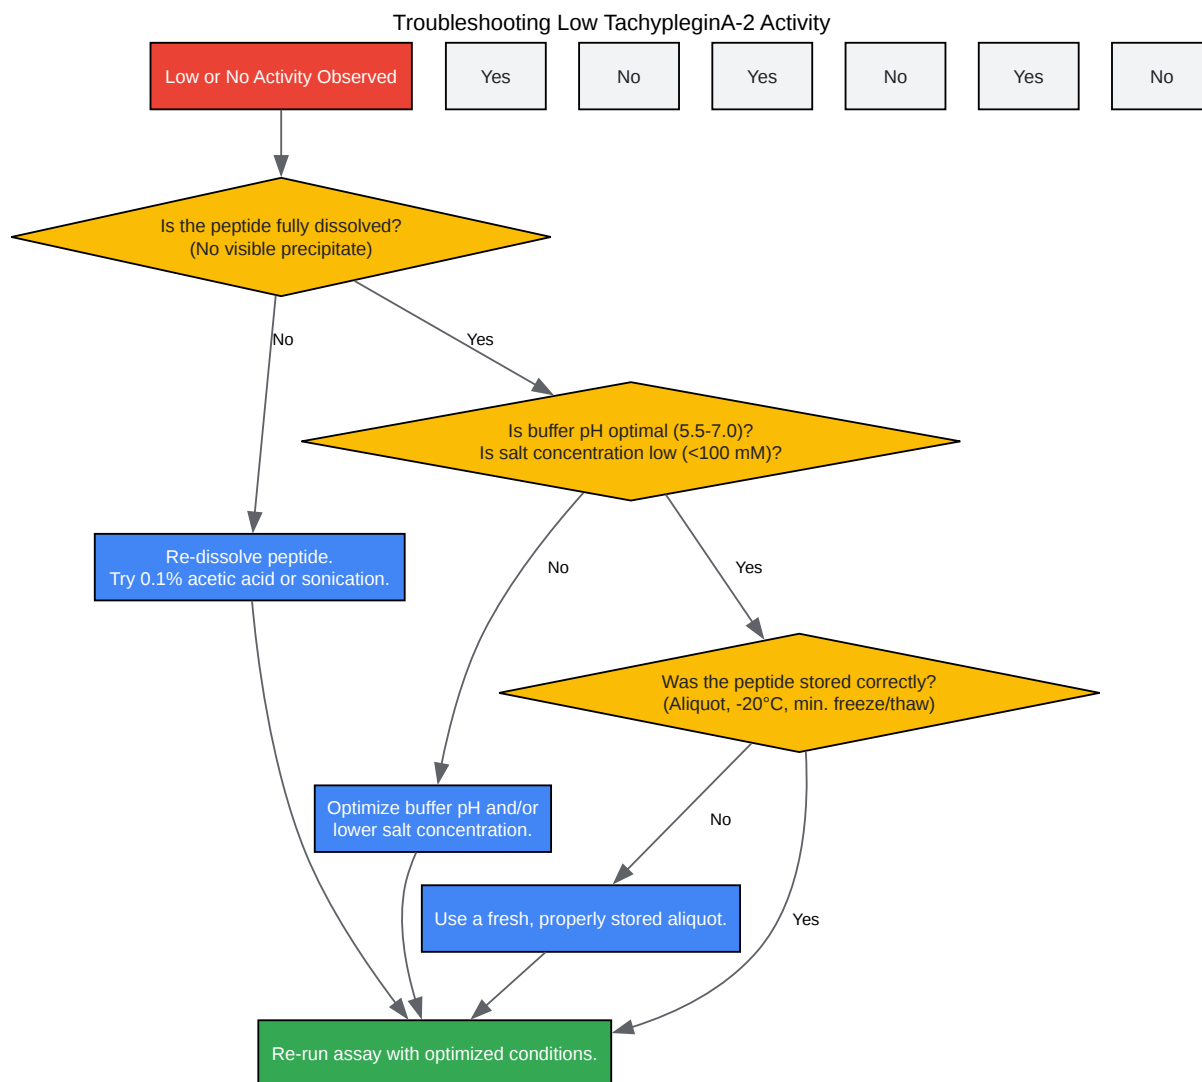 Troubleshooting Low TachypleginA-2 Activity
Low or No Activity Observed
Yes
No
Yes
No
Yes
No
Is the peptide fully dissolved?
(No visible precipitate)
No
Yes
Is buffer pH optimal (5.5-7.0)?
Is salt concentration low (<100 mM)?
Re-dissolve peptide.
Try 0.1% acetic acid or sonication.
No
Yes
Was the peptide stored correctly?
(Aliquot, -20°C, min. freeze/thaw)
Optimize buffer pH and/or
lower salt concentration.
No
Use a fresh, properly stored aliquot.
Yes
Re-run assay with optimized conditions.